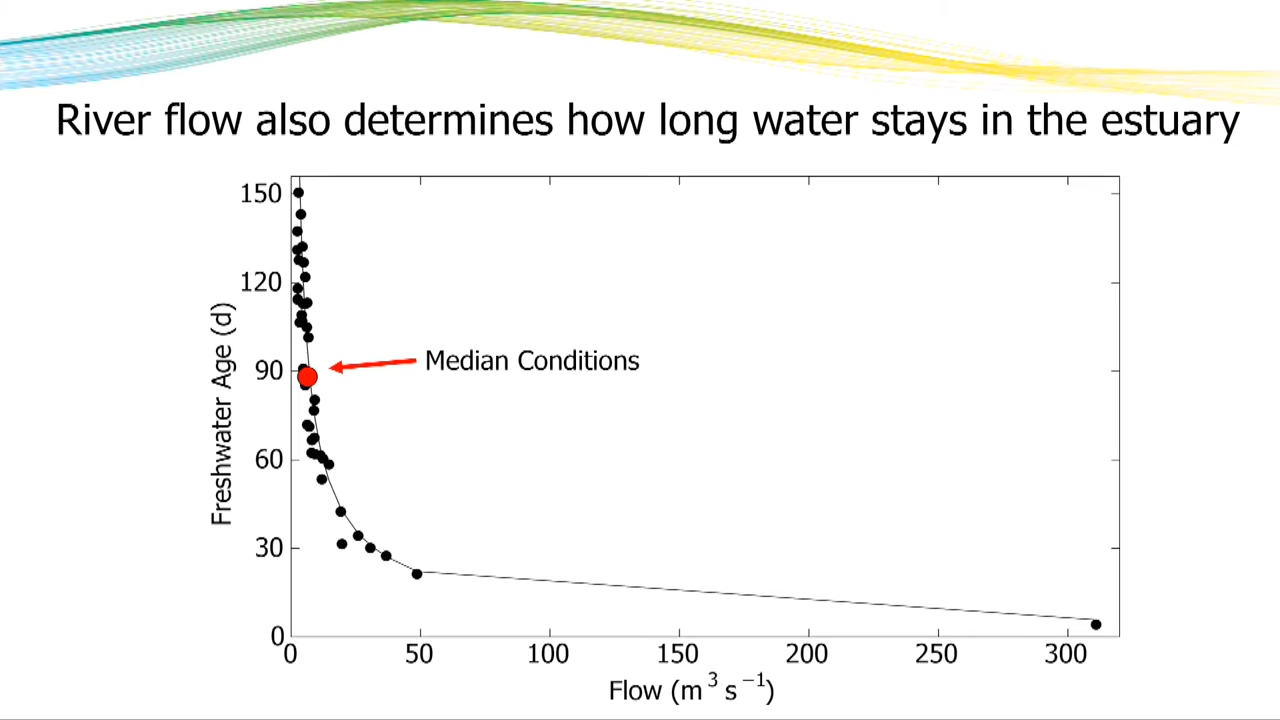 River flow also determines how long water stays in the estuary
150
120
90
60
30
0
Freshwater Age (d)
Median Conditions
0 50 100 150 200 250 300
Flow (m³ s⁻¹)